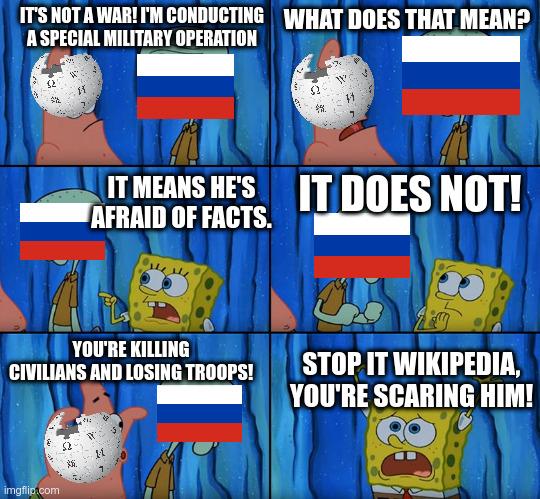 IT'S NOT A WAR! I'M CONDUCTING
A SPECIAL MILITARY OPERATION
WHAT DOES THAT MEAN?
IT MEANS HE'S
AFRAID OF FACTS.
IT DOES NOT!
YOU'RE KILLING
CIVILIANS AND LOSING TROOPS!
STOP IT WIKIPEDIA,
YOU'RE SCARING HIM!
imgflip.com